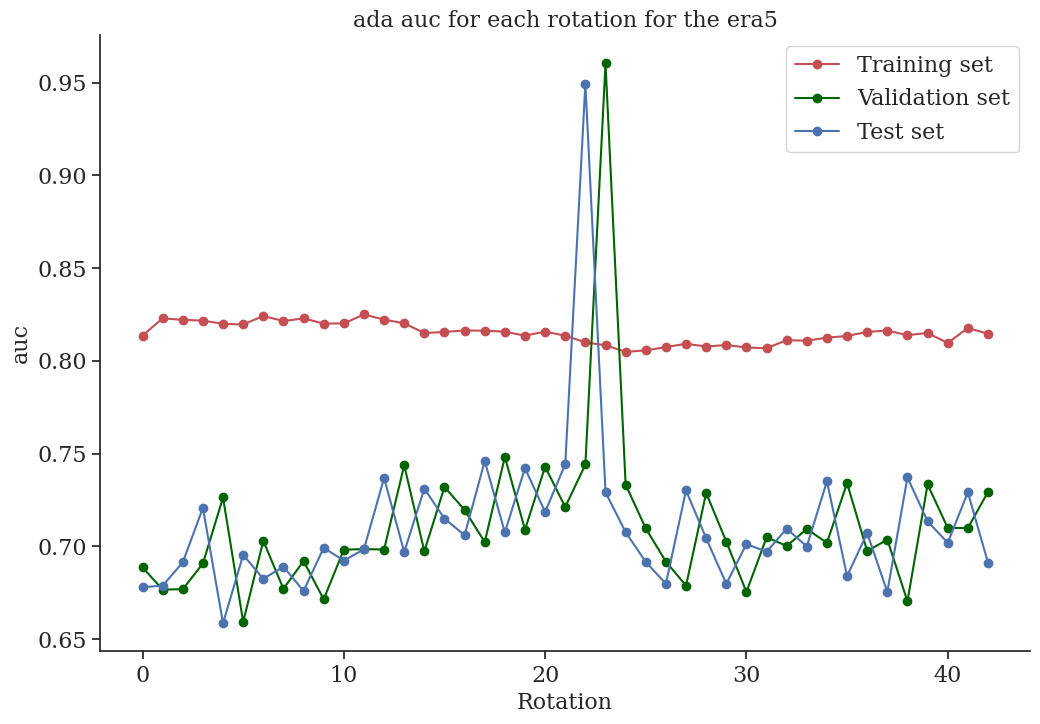 ada auc for each rotation for the era5
Training set
Validation set
Test set
auc
0.95
0.90
0.85
0.80
0.75
0.70
0.65
0 10 20 30 40
Rotation